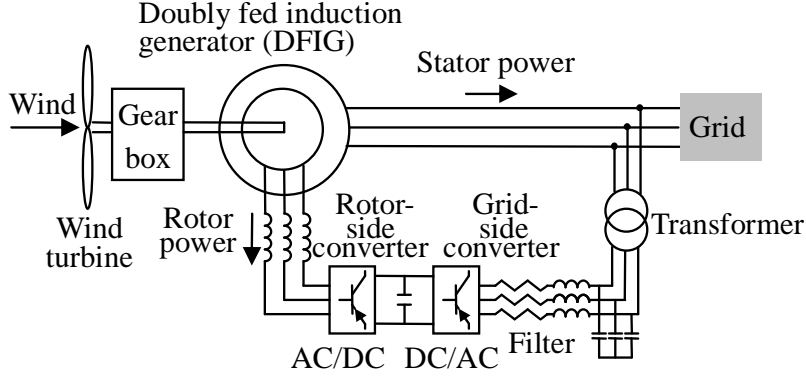 Doubly fed induction
generator (DFIG)
Stator power
Wind
Gear
box
Grid
Wind
turbine
Rotor
power
Rotor-
side
converter
Grid-
side
converter
Transformer
AC/DC
DC/AC
Filter